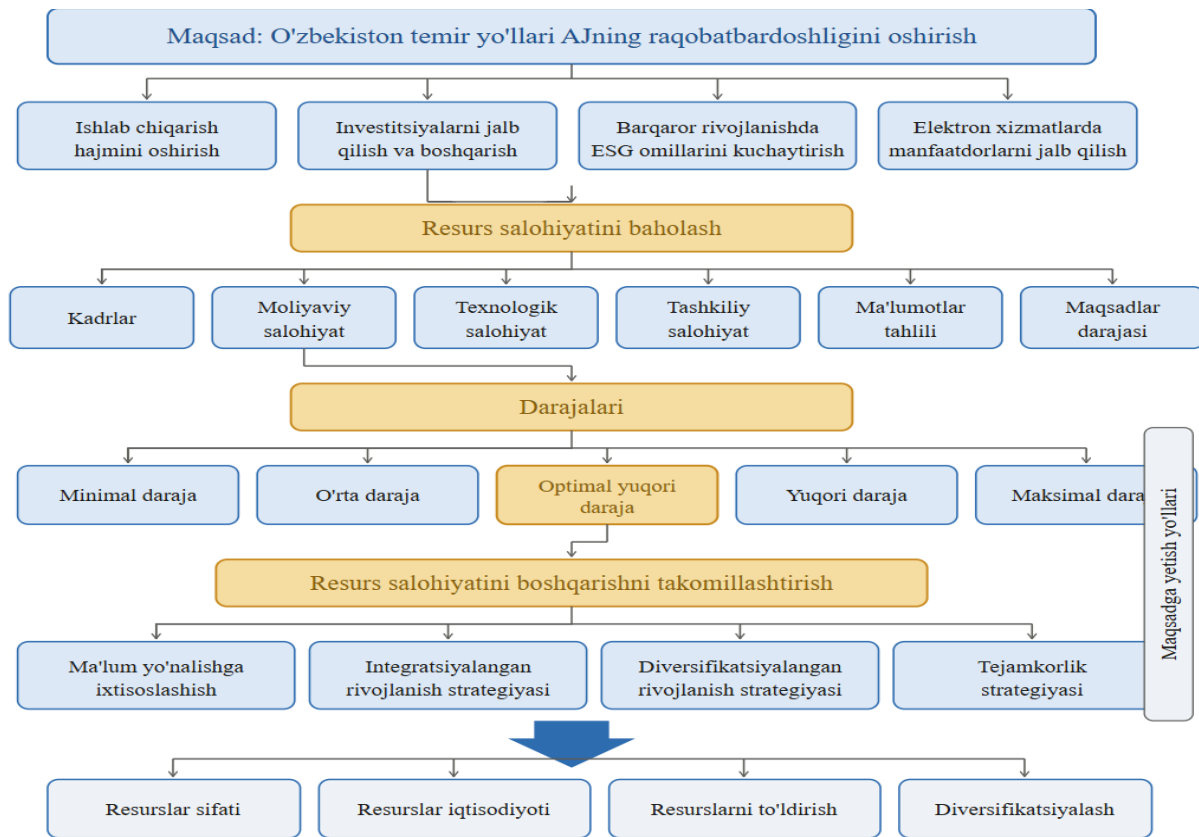 Maqsad: O'zbekiston temir yo'llari AJning raqobatbardoshligini oshirish
Ishlab chiqarish
hajmini oshirish
Investitsiyalarni jalb
qilish va boshqarish
Barqaror rivojlanishda
ESG omillarini kuchaytirish
Elektron xizmatlarda
manfaatdorlarni jalb qilish
Resurs salohiyatini baholash
Kadrlar
Moliyaviy
salohiyat
Texnologik
salohiyat
Tashkiliy
salohiyat
Ma'lumotlar
tahlili
Maqsadlar
darajasi
Darajalari
Minimal daraja
O'rta daraja
Optimal yuqori
daraja
Yuqori daraja
Maksimal dara
Maqsadga yetish yo'llari
Resurs salohiyatini boshqarishni takomillashtirish
Ma'lum yo'nalishga
ixtisoslashish
Integratsiyalangan
rivojlanish strategiyasi
Diversifikatsiyalangan
rivojlanish strategiyasi
Tejamkorlik
strategiyasi
Resurslar sifati
Resurslar iqtisodiyoti
Resurslarni to'ldirish
Diversifikatsiyalash